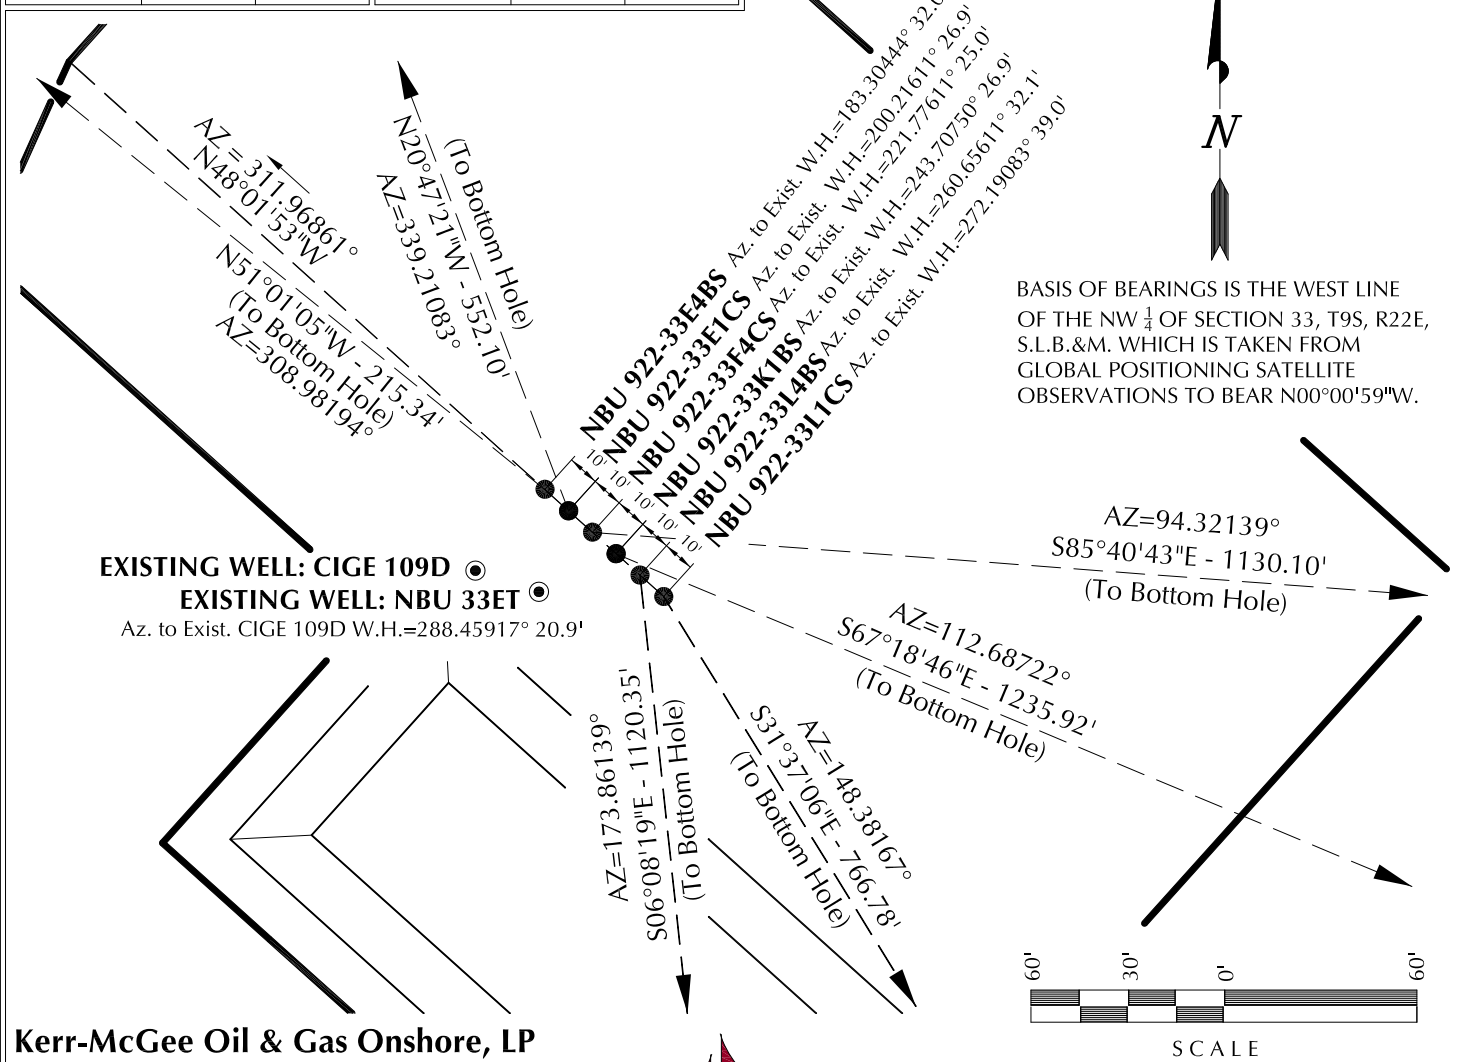 AZ = 311.96861°
N48°01'53"W
N51°01'05"W - 215.34'
(To Bottom Hole)
AZ=308.98194°
(To Bottom Hole)
N20°47'21"W - 552.10'
AZ=339.21083°
NBU 922-33E4BS Az. to Exist. W.H.=183.30444°
NBU 922-33E1CS Az. to Exist. W.H.=200.21611° 26.9'
NBU 922-33F4CS Az. to Exist. W.H.=221.77611° 25.0'
NBU 922-33K1BS Az. to Exist. W.H.=243.70750° 26.9'
NBU 922-33L4BS Az. to Exist. W.H.=260.65611° 32.1'
NBU 922-33L1CS Az. to Exist. W.H.=272.19083° 39.0'
10'
10'
10'
10'
10'
N
BASIS OF BEARINGS IS THE WEST LINE
OF THE NW 1/4 OF SECTION 33, T9S, R22E,
S.L.B.&M. WHICH IS TAKEN FROM
GLOBAL POSITIONING SATELLITE
OBSERVATIONS TO BEAR N00°00'59"W.
AZ=94.32139°
S85°40'43"E - 1130.10'
(To Bottom Hole)
EXISTING WELL: CIGE 109D
EXISTING WELL: NBU 33ET
Az. to Exist. CIGE 109D W.H.=288.45917° 20.9'
AZ=112.68722°
S67°18'46"E - 1235.92'
(To Bottom Hole)
AZ=173.86139°
S06°08'19"E - 1120.35'
(To Bottom Hole)
AZ=148.38167°
S31°37'06"E - 766.78'
(To Bottom Hole)
60' 30' 0' 60'
SCALE
Kerr-McGee Oil & Gas Onshore, LP